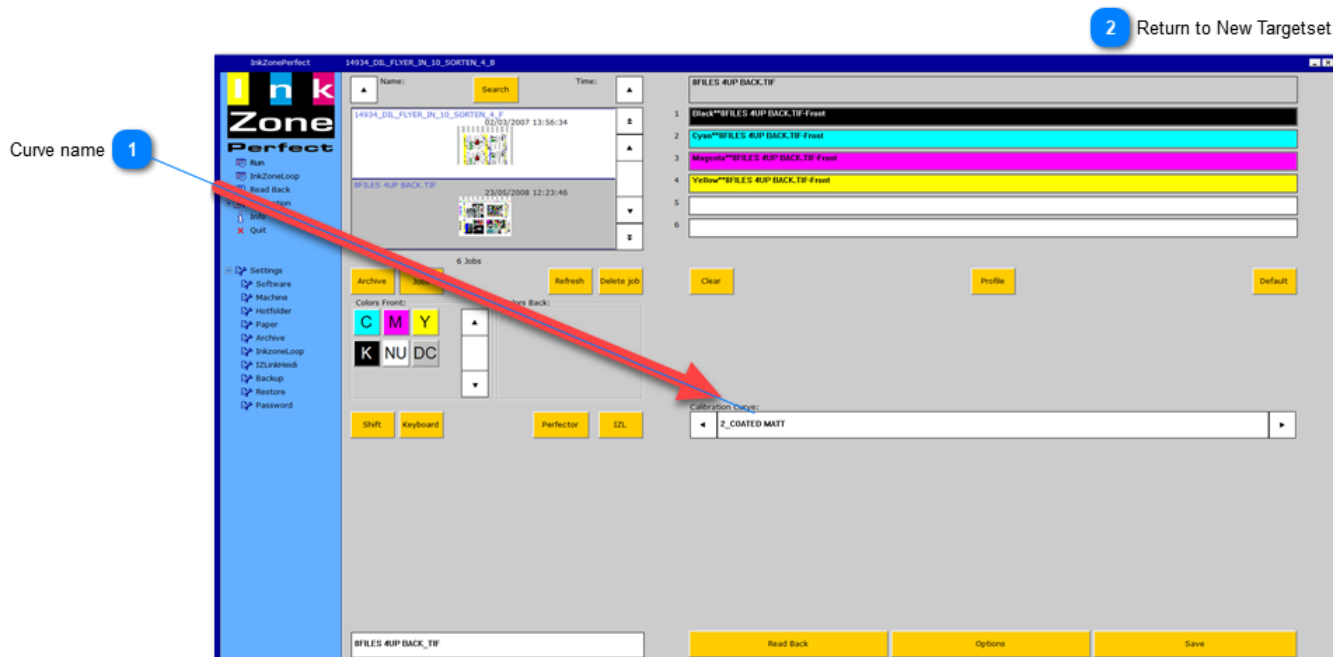 2 Return to New Targetset
Curve name 1
InkZonePerfect 14934_DIL_FLYER_IN_10_SORTEN_4_B
Ink
Zone
Perfect
Run
InkZoneLoop
Read Back
Info
Quit
Settings
Software
Machine
Hotfolder
Paper
Archive
InkzoneLoop
IZLinkHeidi
Backup
Restore
Password
Name: Search Time:
14934_DIL_FLYER_IN_10_SORTEN_4_F
02/03/2007 13:56:34
8FILES 4UP BACK.TIF
23/05/2008 12:23:46
6 Jobs
Archive Refresh Delete job
Colors Front: Colors Back:
C M Y
K NU DC
Shift Keyboard Perfector IZL
8FILES 4UP BACK_TIF
8FILES 4UP BACK.TIF
1 Black**8FILES 4UP BACK.TIF-Front
2 Cyan**8FILES 4UP BACK.TIF-Front
3 Magenta**8FILES 4UP BACK.TIF-Front
4 Yellow**8FILES 4UP BACK.TIF-Front
5
6
Clear Profile Default
Calibration Curve:
2_COATED MATT
Read Back Options Save